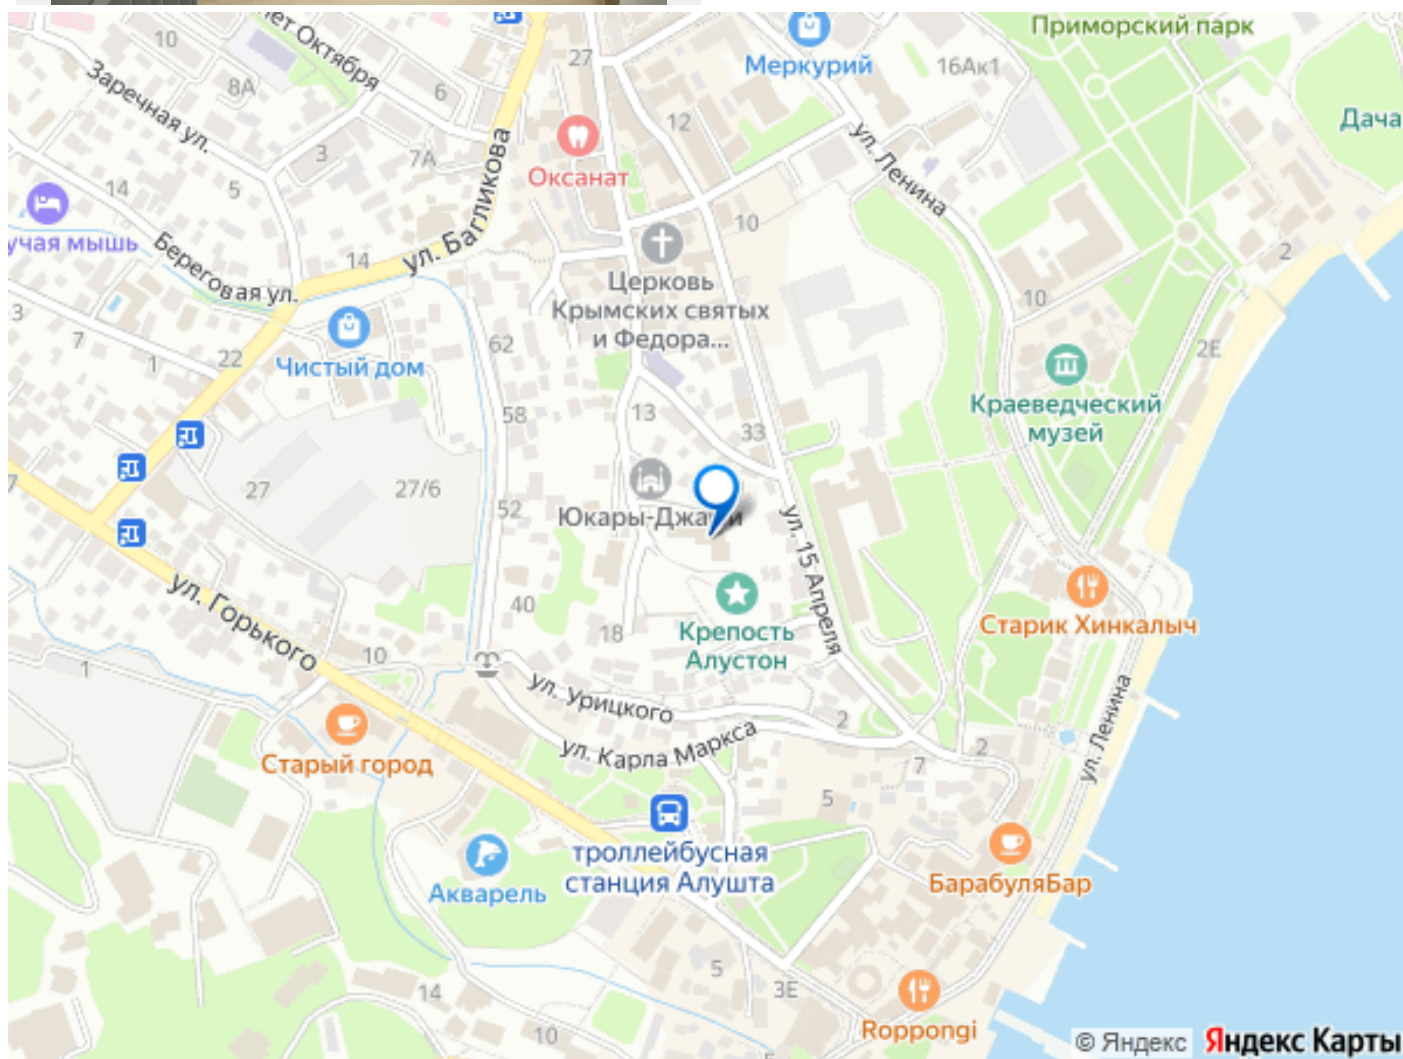 Приморский парк
лет Октября
10
27
Меркурий
16Ак1
Заречная ул.
8А
6
12
Дача
3
7А
ул. Багликова
Оксанат
ул. Ленина
14
5
10
учая мышь
Береговая ул.
14
2
Церковь
Крымских святых
и Федора...
10
3
7
1
22
Чистый дом
62
2Е
Краеведческий
музей
58
13
33
7
27
27/6
52
Юкары-Джами
ул. 15 Апреля
ул. Горького
40
18
Крепость
Алустон
Старик Хинкалыч
10
1
ул. Урицкого
2
ул. Карла Маркса
2
7
ул. Ленина
Старый город
5
троллейбусная
станция Алушта
Акварель
БарабуляБар
5
3Е
14
10
Roppongi
© Яндекс Яндекс Карты